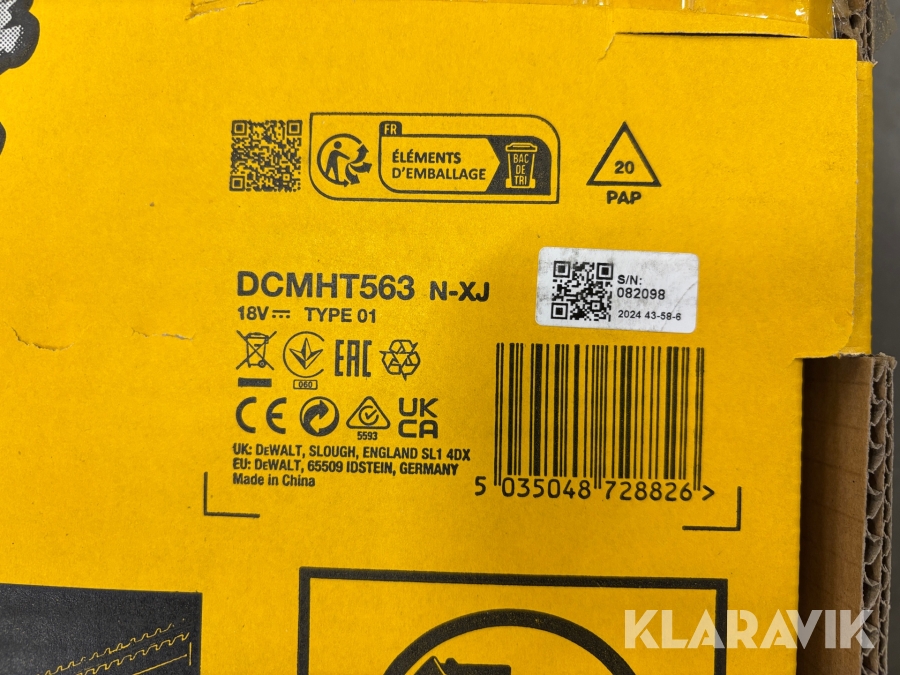 KLARAVIK
FR
ÉLÉMENTS
D'EMBALLAGE
BAC
DE
TRI
20
PAP
DCMHT563 N-XJ
18V TYPE 01
S/N:
082098
2024 43-58-6
EAC
060
CE
5593
UK
CA
UK: DEWALT, SLOUGH, ENGLAND SL1 4DX
EU: DEWALT, 65509 IDSTEIN, GERMANY
Made in China
5 035048 728826 >
KLARAVIK